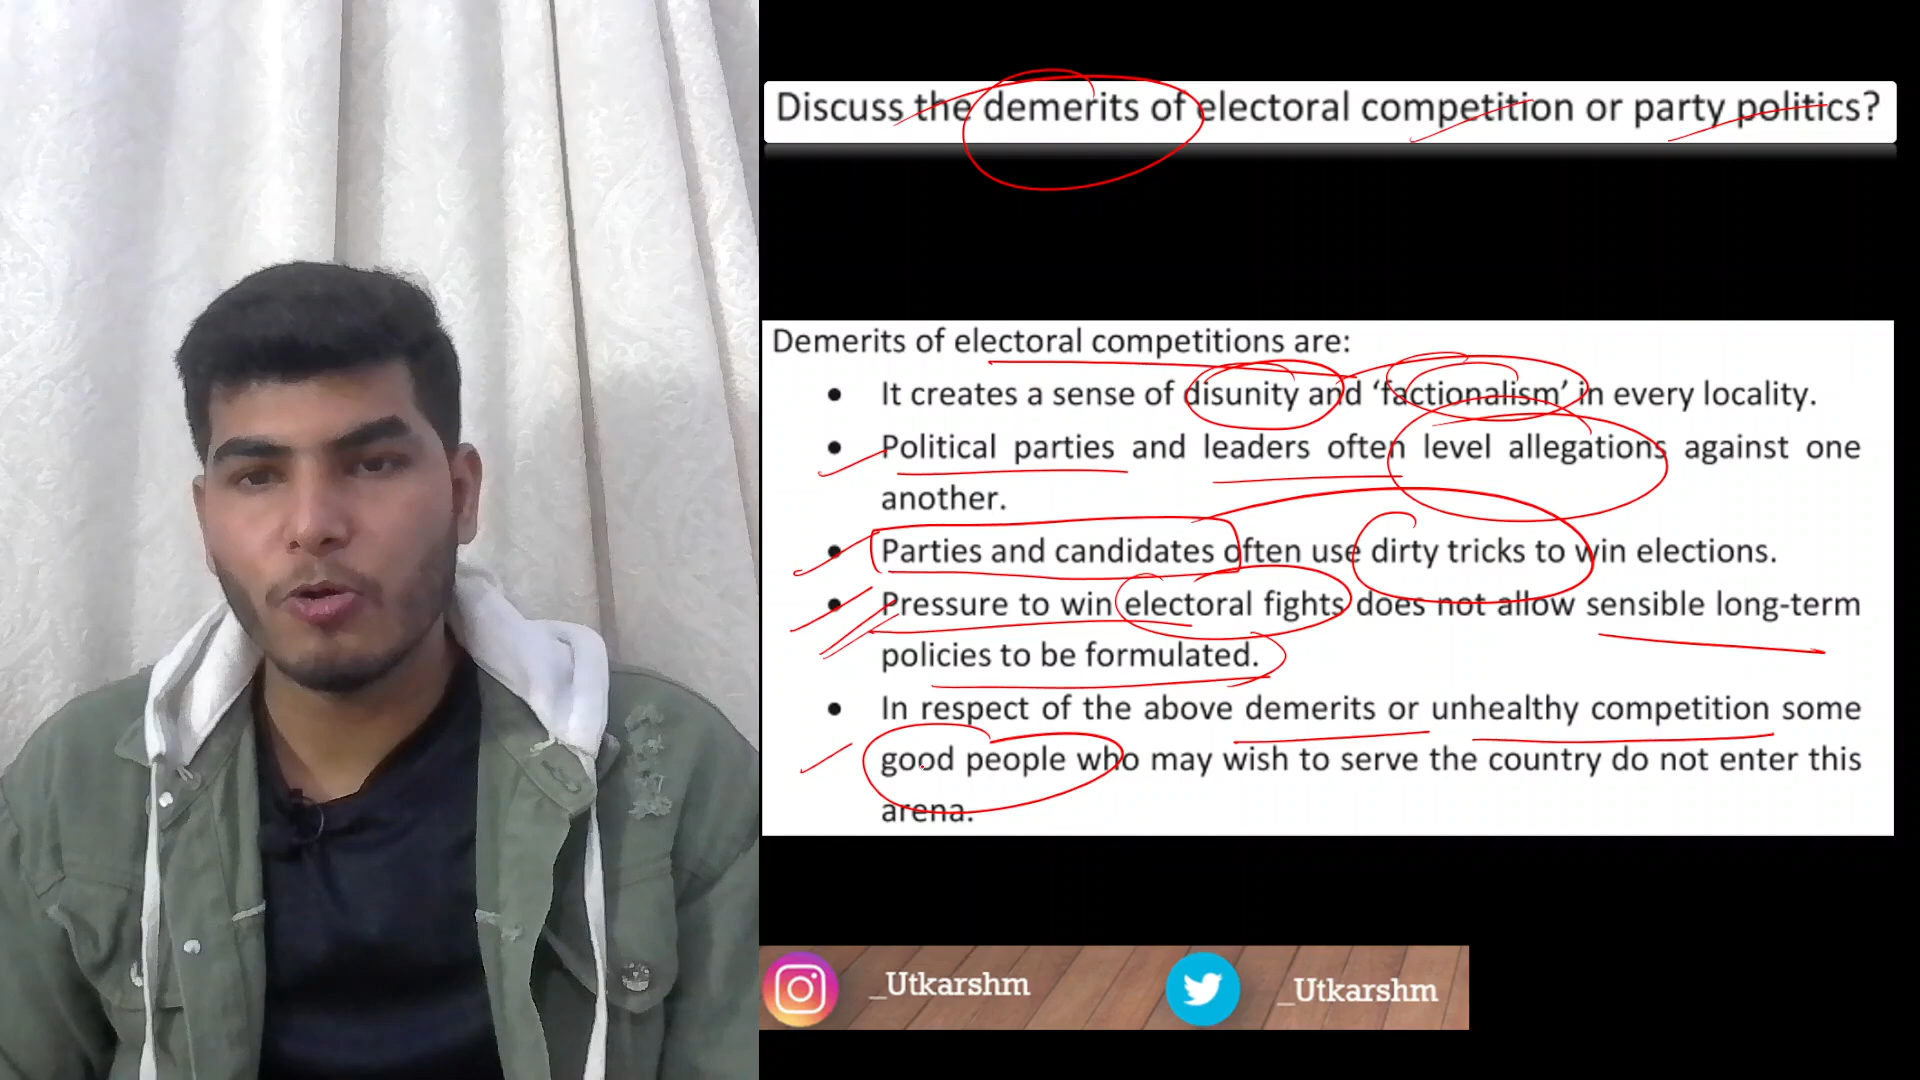 Discuss the demerits of electoral competition or party politics?
Demerits of electoral competitions are:
• It creates a sense of disunity and ‘factionalism’ in every locality.
• Political parties and leaders often level allegations against one
another.
• Parties and candidates often use dirty tricks to win elections.
• Pressure to win electoral fights does not allow sensible long-term
policies to be formulated.
• In respect of the above demerits or unhealthy competition some
good people who may wish to serve the country do not enter this
arena.
_Utkarshm
_Utkarshm